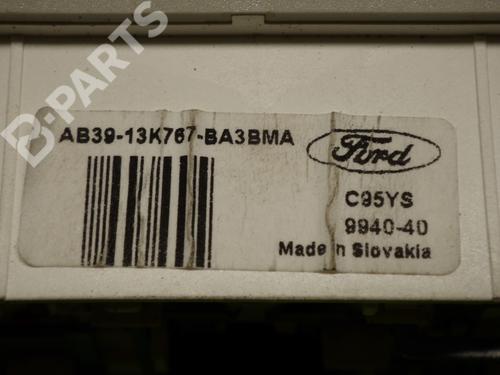 B-PARTS
AB39-13K767-BA3BMA
Ford
C95YS
9940-40
Made in Slovakia